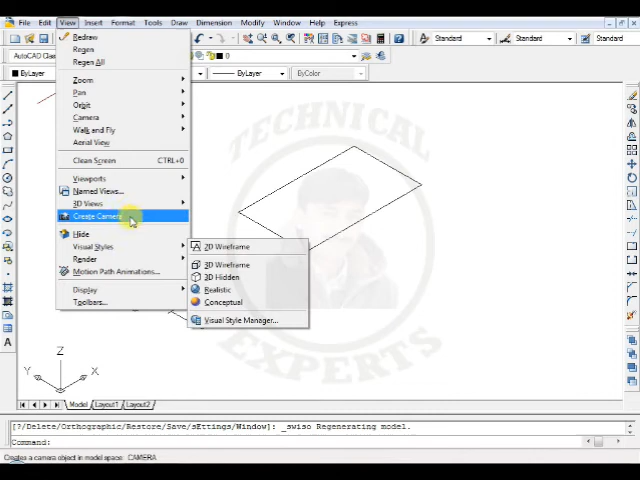 File Edit View Insert Format Tools Draw Dimension Modify Window Help Express
Standard Standard Standard
AutoCAD Clas 0
ByLayer ByLayer ByColor
Redraw
Regen
Regen All
Zoom
Pan
Orbit
Camera
Walk and Fly
Aerial View
Clean Screen CTRL+0
Viewports
Named Views...
3D Views
Create Camera
Hide
Visual Styles
Render
Motion Path Animations...
Display
Toolbars...
2D Wireframe
3D Wireframe
3D Hidden
Realistic
Conceptual
Visual Style Manager...
TECHNICAL
EXPERTS
Z
Y X
Model Layout1 Layout2
[?/Delete/Orthographic/Restore/Save/sEttings/Window]: _swiso Regenerating model.
Command:
Creates a camera object in model space: CAMERA